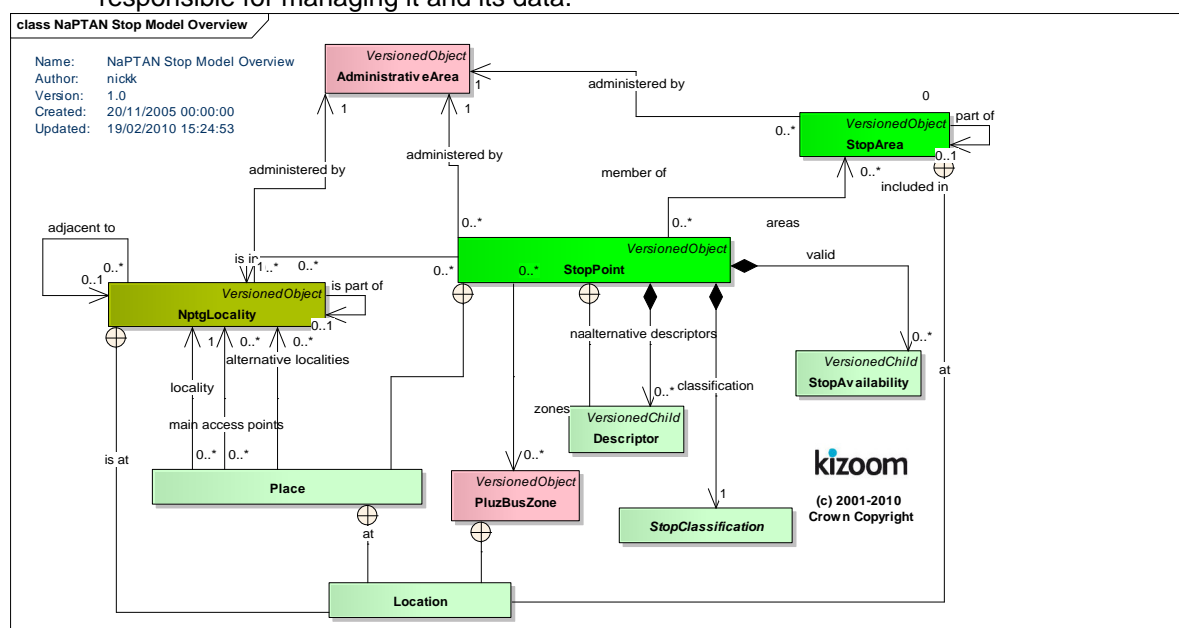 responsible for managing it and its data.
class NaPTAN Stop Model Overview
Name: NaPTAN Stop Model Overview
Author: nickk
Version: 1.0
Created: 20/11/2005 00:00:00
Updated: 19/02/2010 15:24:53
VersionedObject
AdministrativeArea
1
1
1
administered by
0
VersionedObject
StopArea
part of
0..1
0..*
0..*
included in
administered by
administered by
member of
adjacent to
0..*
0..1
0..*
0..*
areas
is in
1..*
0..*
VersionedObject
StopPoint
0..*
0..*
valid
VersionedObject
NptgLocality
is part of
0..1
1
0..*
0..*
alternative localities
naalternative descriptors
0..*
VersionedChild
StopAvailability
at
locality
classification
0..*
main access points
zones
VersionedChild
Descriptor
is at
0..*
0..*
0..*
Place
VersionedObject
PluzBusZone
1
StopClassification
kizoom
(c) 2001-2010
Crown Copyright
at
Location